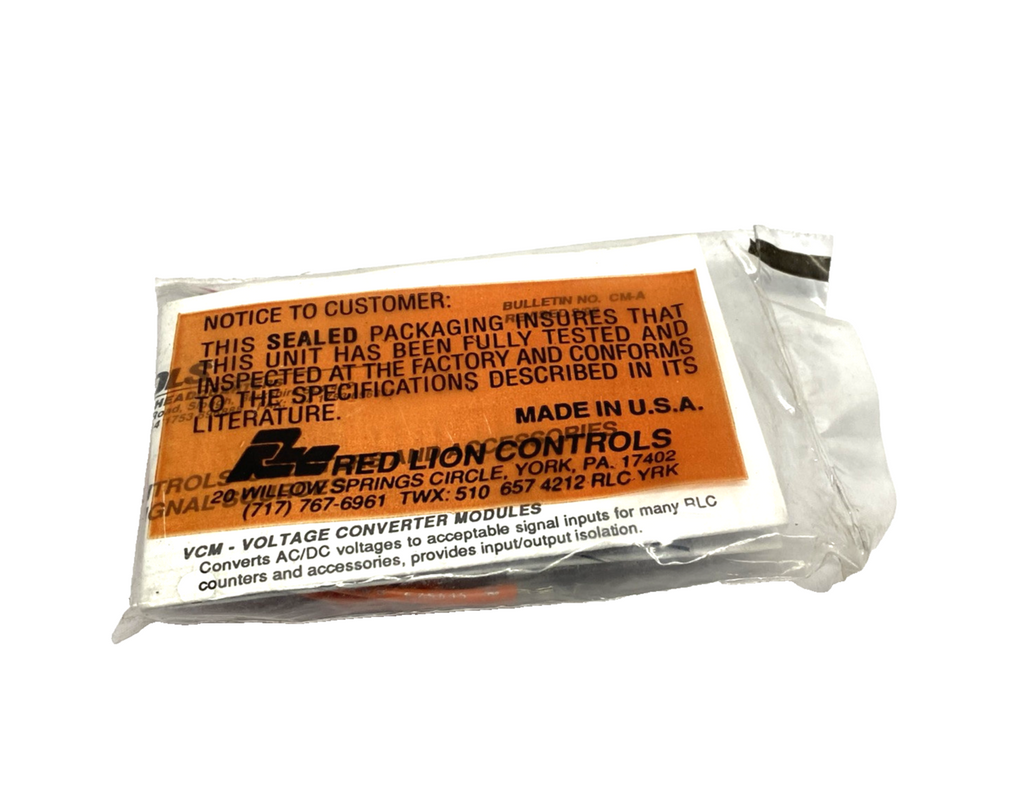 NOTICE TO CUSTOMER:
BULLETIN NO. CM-A
THIS SEALED PACKAGING INSURES THAT
THIS UNIT HAS BEEN FULLY TESTED AND
INSPECTED AT THE FACTORY AND CONFORMS
TO THE SPECIFICATIONS DESCRIBED IN ITS
LITERATURE.
MADE IN U.S.A.
AND ACCESSORIES
RLC RED LION CONTROLS
20 WILLOW SPRINGS CIRCLE, YORK, PA. 17402
(717) 767-6961 TWX: 510 657 4212 RLC YRK
VCM - VOLTAGE CONVERTER MODULES
Converts AC/DC voltages to acceptable signal inputs for many RLC
counters and accessories, provides input/output isolation.